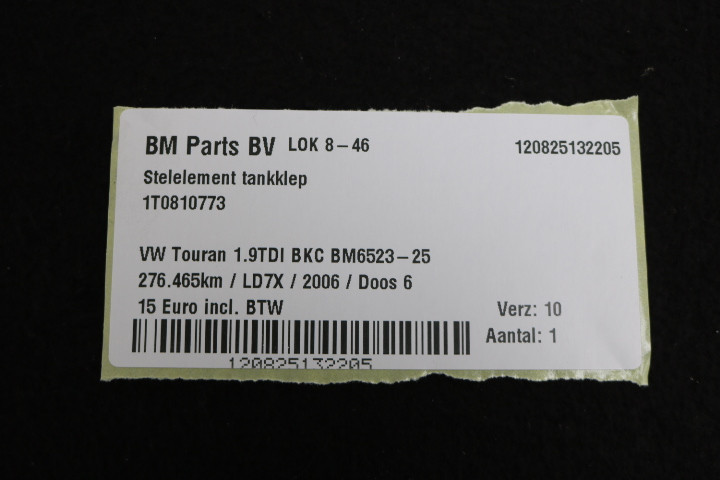 BM Parts BV LOK 8-46 120825132205
Stelelement tankklep
1T0810773
VW Touran 1.9TDI BKC BM6523-25
276.465km / LD7X / 2006 / Doos 6
15 Euro incl. BTW Verz: 10
Aantal: 1
120825132205